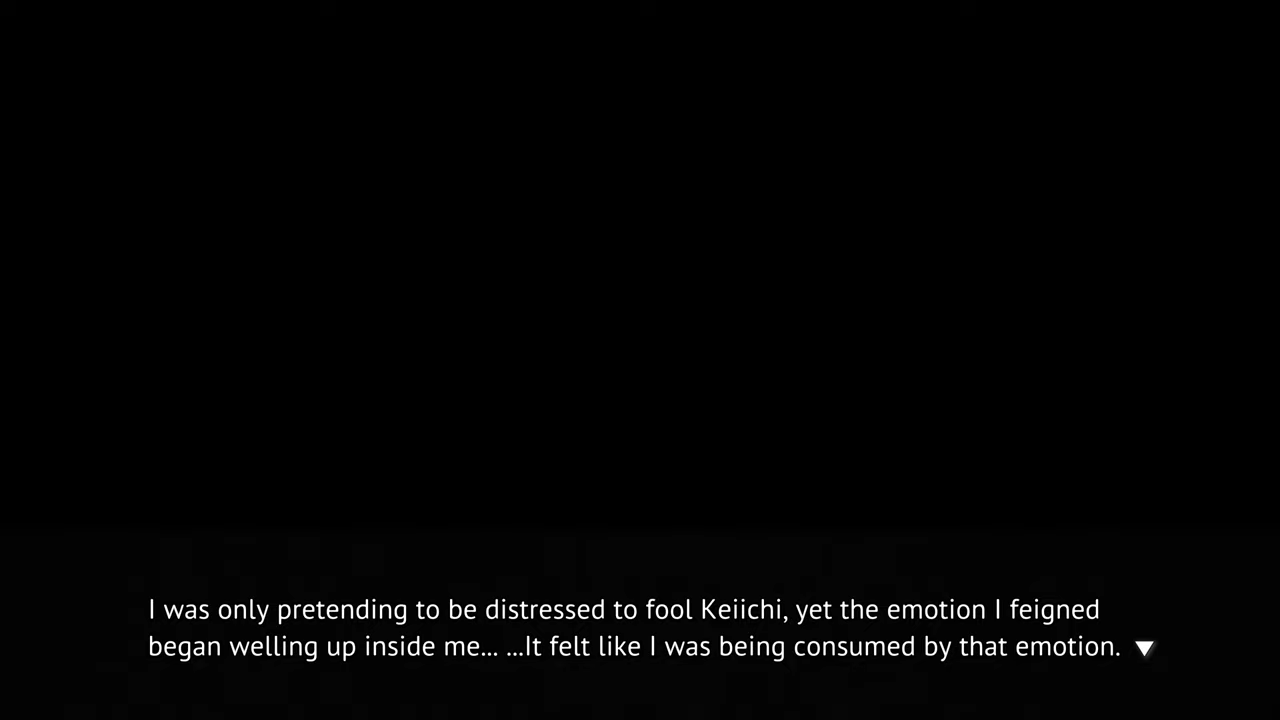 I was only pretending to be distressed to fool Keiichi, yet the emotion I feigned
began welling up inside me... ...It felt like I was being consumed by that emotion.